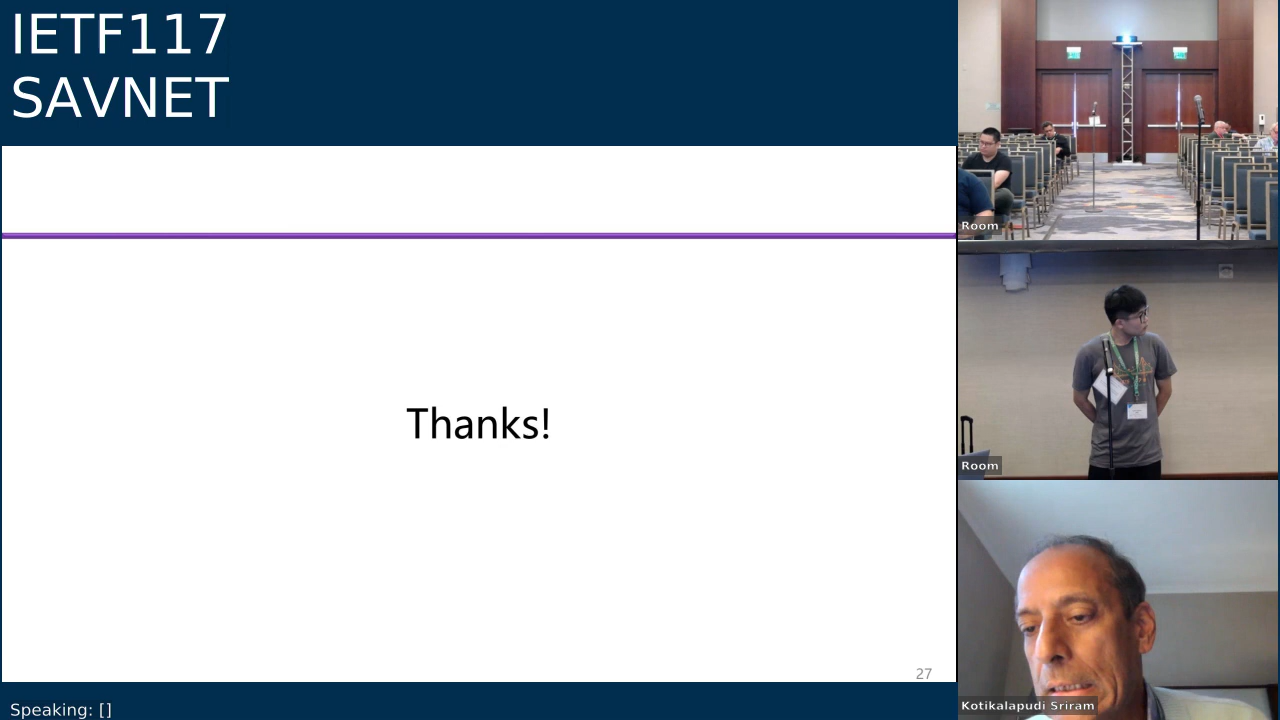 IETF117
SAVNET
Thanks!
27
Speaking: []
Room
Room
Kotikalapudi Sriram